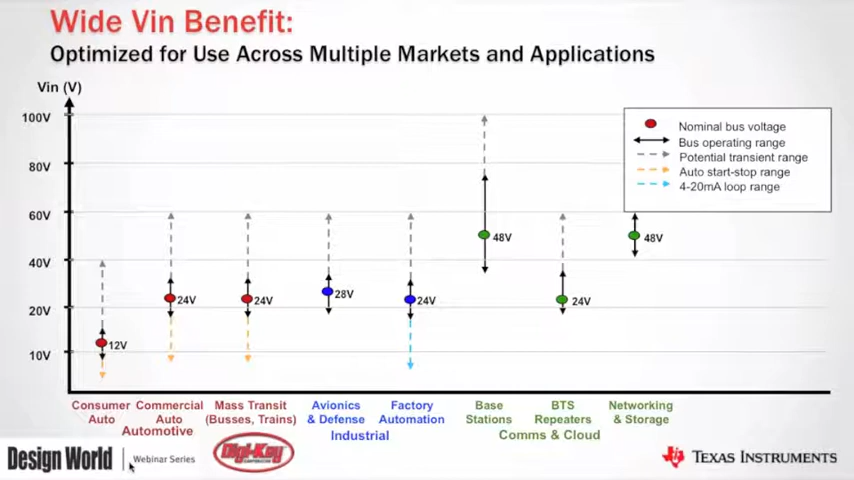 Wide Vin Benefit:
Optimized for Use Across Multiple Markets and Applications
Vin (V)
100V
80V
60V
40V
20V
10V
Nominal bus voltage
Bus operating range
Potential transient range
Auto start-stop range
4-20mA loop range
12V
24V
24V
28V
24V
48V
24V
48V
Consumer Auto
Commercial Auto
Mass Transit (Busses, Trains)
Avionics & Defense
Factory Automation
Base Stations
BTS Repeaters
Networking & Storage
Automotive
Industrial
Comms & Cloud
Design World
Webinar Series
Digi-Key
CORPORATION
TEXAS INSTRUMENTS